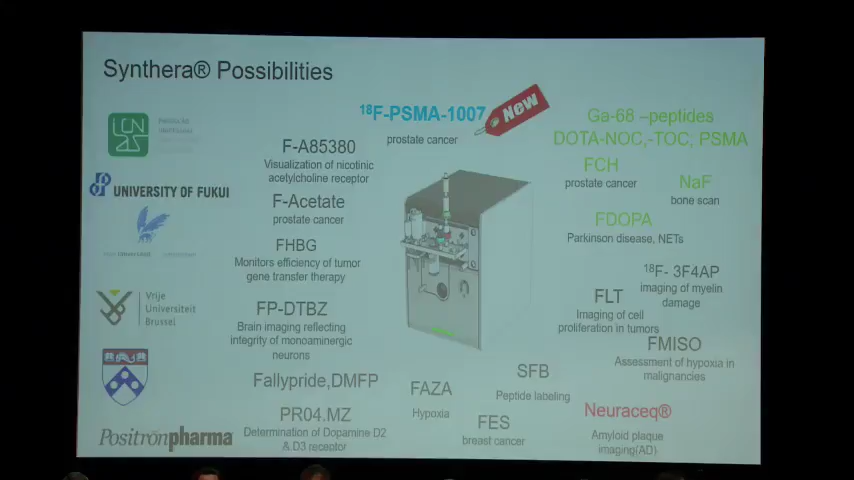 Synthera® Possibilities
18F-PSMA-1007
prostate cancer
New
Ga-68 –peptides
DOTA-NOC,-TOC, PSMA
F-A85380
Visualization of nicotinic
acetylcholine receptor
FCH
prostate cancer
NaF
bone scan
UNIVERSITY OF FUKUI
F-Acetate
prostate cancer
FDOPA
Parkinson disease, NETs
FHBG
Monitors efficiency of tumor
gene transfer therapy
18F- 3F4AP
imaging of myelin
damage
Vrije
Universiteit
Brussel
FP-DTBZ
Brain imaging reflecting
integrity of monoaminergic
neurons
FLT
Imaging of cell
proliferation in tumors
FMISO
Assessment of hypoxia in
malignancies
Fallypride,DMFP
FAZA
Hypoxia
SFB
Peptide labeling
PR04.MZ
Determination of Dopamine D2
& D3 receptor
FES
breast cancer
Neuraceq®
Amyloid plaque
imaging(AD)
Positronpharma